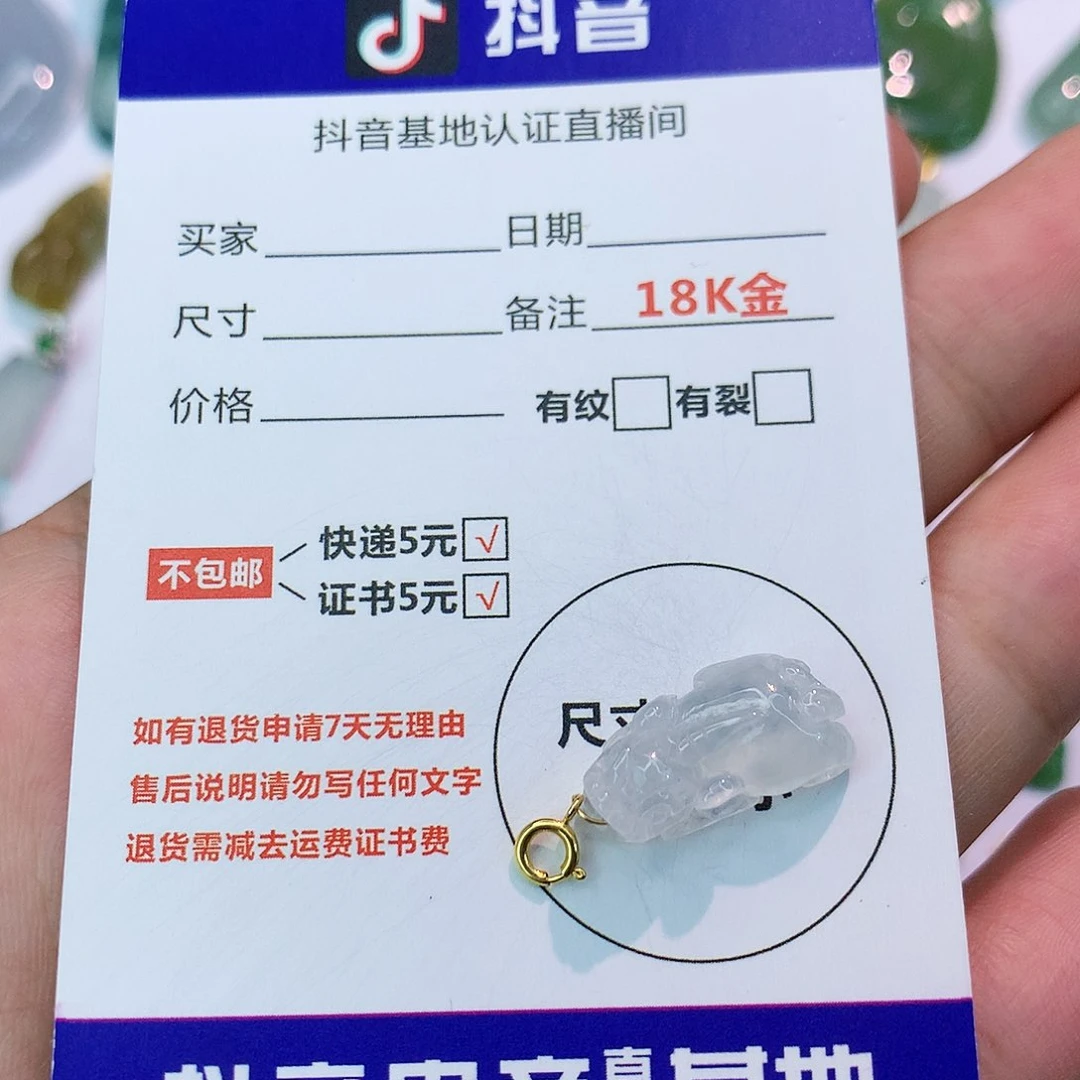 抖音
抖音基地认证直播间
买家 日期
尺寸 备注 18K金
价格 有纹 有裂
不包邮 快递5元 √
证书5元 √
如有退货申请7天无理由
售后说明请勿写任何文字
退货需减去运费证书费
尺寸